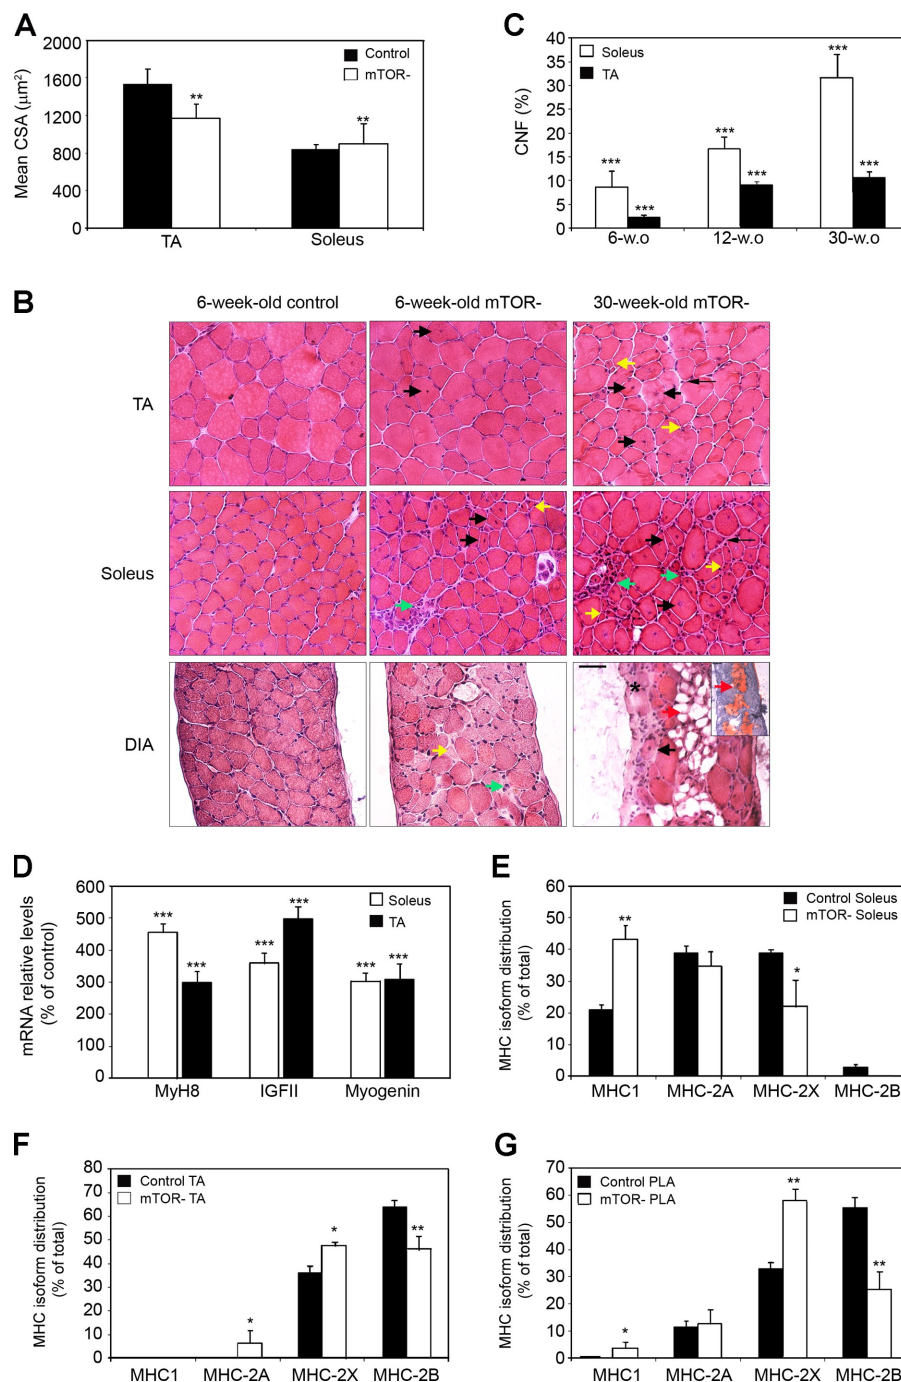 A
Mean CSA (µm²)
2000
1600
1200
800
400
0
Control
mTOR-
**
**
TA
Soleus
C
CNF (%)
40
35
30
25
20
15
10
5
0
Soleus
TA
***
***
***
***
***
***
6-w.o
12-w.o
30-w.o
B
6-week-old control
6-week-old mTOR-
30-week-old mTOR-
TA
Soleus
DIA
*
D
mRNA relative levels
(% of control)
600
500
400
300
200
100
0
Soleus
TA
***
***
***
***
***
***
MyH8
IGFII
Myogenin
E
MHC isoform distribution
(% of total)
60
50
40
30
20
10
0
Control Soleus
mTOR- Soleus
**
*
MHC1
MHC-2A
MHC-2X
MHC-2B
F
MHC isoform distribution
(% of total)
80
70
60
50
40
30
20
10
0
Control TA
mTOR- TA
*
*
**
MHC1
MHC-2A
MHC-2X
MHC-2B
G
MHC isoform distribution
(% of total)
70
60
50
40
30
20
10
0
Control PLA
mTOR- PLA
*
**
**
MHC1
MHC-2A
MHC-2X
MHC-2B